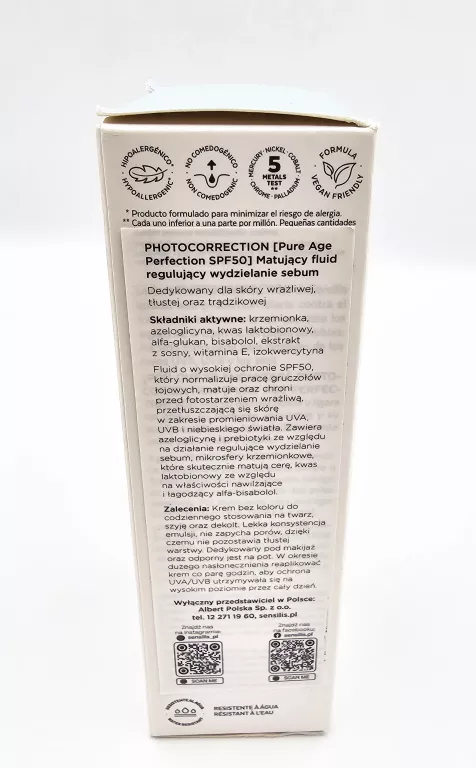 HIPOALERGÉNICO*
HYPOALLERGENIC
NO COMEDOGÉNICO
NON COMEDOGENIC
MERCURY • NICKEL • COBALT
5
METALS
TEST
**
CHROME • PALLADIUM
FORMULA
VEGAN FRIENDLY
* Producto formulado para minimizar el riesgo de alergia.
** Cada uno inferior a una parte por millón. Pequeñas cantidades
PHOTOCORRECTION [Pure Age
Perfection SPF50] Matujący fluid
regulujący wydzielanie sebum
Dedykowany dla skóry wrażliwej,
tłustej oraz trądzikowej
Składniki aktywne: krzemionka,
azeloglicyna, kwas laktobionowy,
alfa-glukan, bisabolol, ekstrakt
z sosny, witamina E, izokwercytyna
Fluid o wysokiej ochronie SPF50,
który normalizuje pracę gruczołów
łojowych, matuje oraz chroni
przed fotostarzeniem wrażliwą,
przetłuszczającą się skórę
w zakresie promieniowania UVA,
UVB i niebieskiego światła. Zawiera
azeloglicynę i prebiotyki ze względu
na działanie regulujące wydzielanie
sebum, mikrosfery krzemionkowe,
które skutecznie matują cerę, kwas
laktobionowy ze względu
na właściwości nawilżające
i łagodzący alfa-bisabolol.
Zalecenia: Krem bez koloru do
codziennego stosowania na twarz,
szyję oraz dekolt. Lekka konsystencja
emulsji, nie zapycha porów, dzięki
czemu nie pozostawia tłustej
warstwy. Dedykowany pod makijaż
oraz odporny jest na pot. W okresie
dużego nasłonecznienia reaplikować
krem co parę godzin, aby ochrona
UVA/UVB utrzymywała się na
wysokim poziomie przez cały dzień.
Wyłączny przedstawiciel w Polsce:
Albert Polska Sp. z o.o.
tel. 12 271 19 60, sensilis.pl
Znajdź nas
na instagramie:
sensilis_pl
SCAN ME
Znajdź nas
na facebooku:
sensilis_pl
SCAN ME
RESISTENTE AL AGUA
WATER RESISTANT
RESISTENTE À ÁGUA
RÉSISTANT À L'EAU